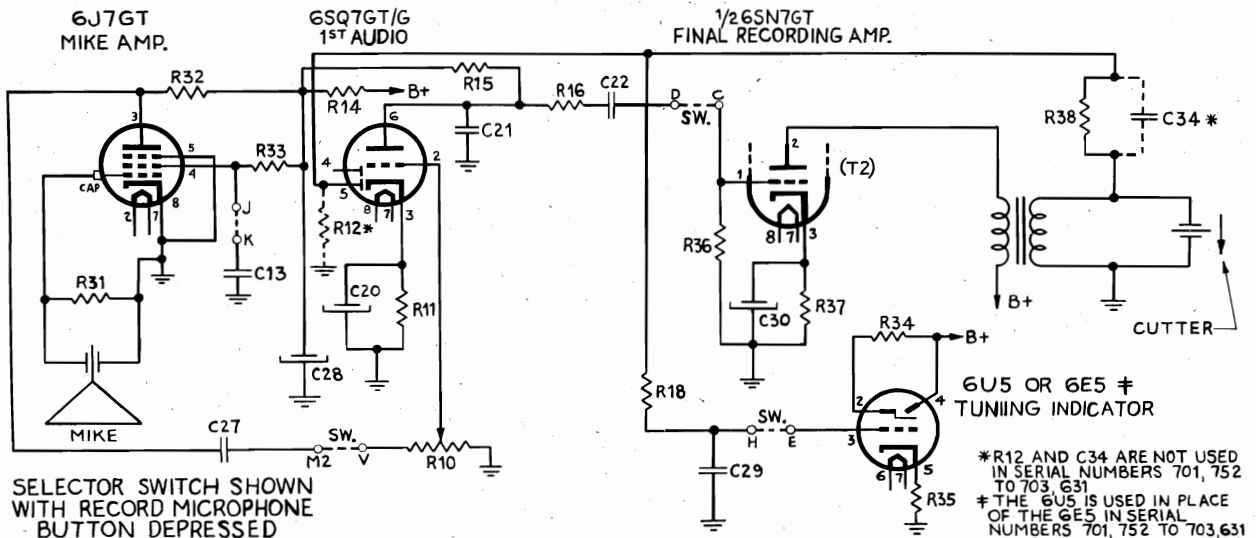 6J7GT
MIKE AMP.
6SQ7GT/G
1ST AUDIO
1/2 6SN7GT
FINAL RECORDING AMP.
R32
R15
R14
B+
R16
C22
D
C
SW.
R38
C34*
3
5
4
CAP
2
7
8
R33
J
K
C13
6
4
5
2
8
7
3
R12*
C21
2
(T2)
1
8
7
3
R36
R31
C20
R11
C30
R37
B+
CUTTER
C28
R34
B+
R18
6U5 OR 6E5 ‡
TUNIING INDICATOR
2
4
3
5
6
7
MIKE
C27
M2
SW.
V
R10
H
SW.
E
C29
R35
SELECTOR SWITCH SHOWN
WITH RECORD MICROPHONE
BUTTON DEPRESSED
*R12 AND C34 ARE NOT USED
IN SERIAL NUMBERS 701, 752
TO 703, 631
‡ THE 6U5 IS USED IN PLACE
OF THE 6E5 IN SERIAL
NUMBERS 701, 752 TO 703,631